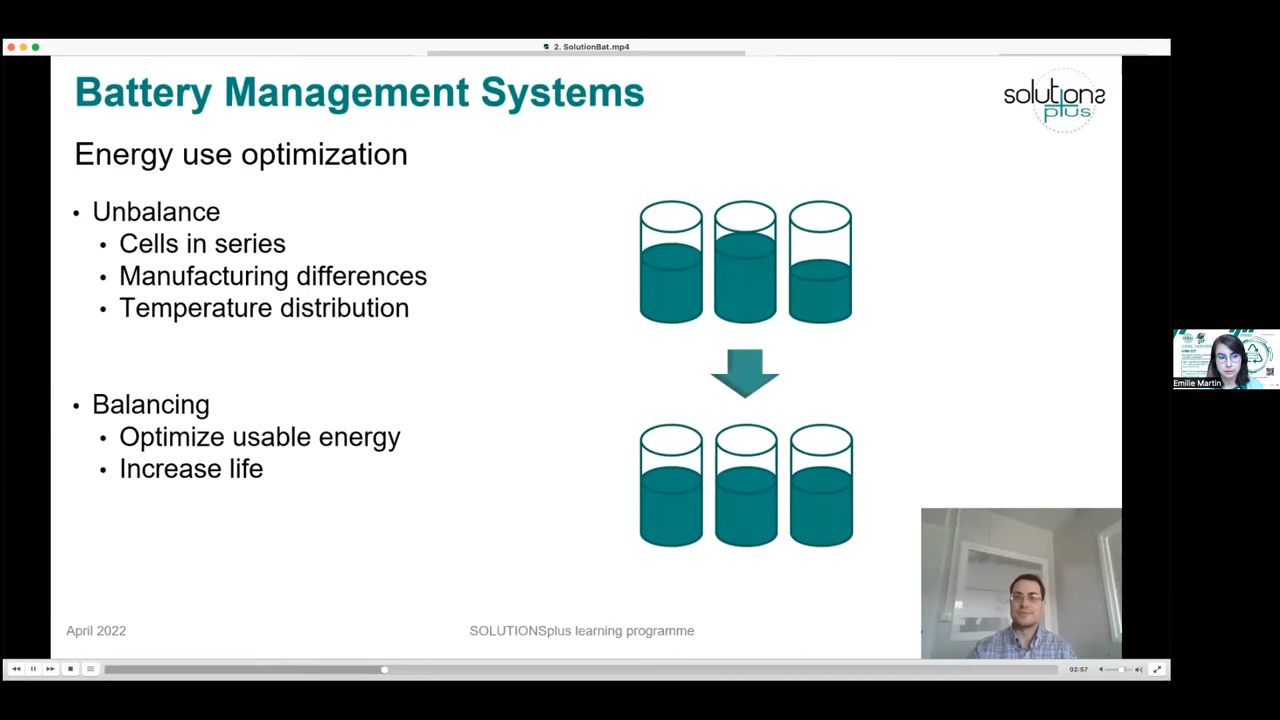 2. SolutionBat.mp4
Battery Management Systems
solutions
plus
Energy use optimization
• Unbalance
• Cells in series
• Manufacturing differences
• Temperature distribution
• Balancing
• Optimize usable energy
• Increase life
Emilie Martin
April 2022
SOLUTIONSplus learning programme
02:57